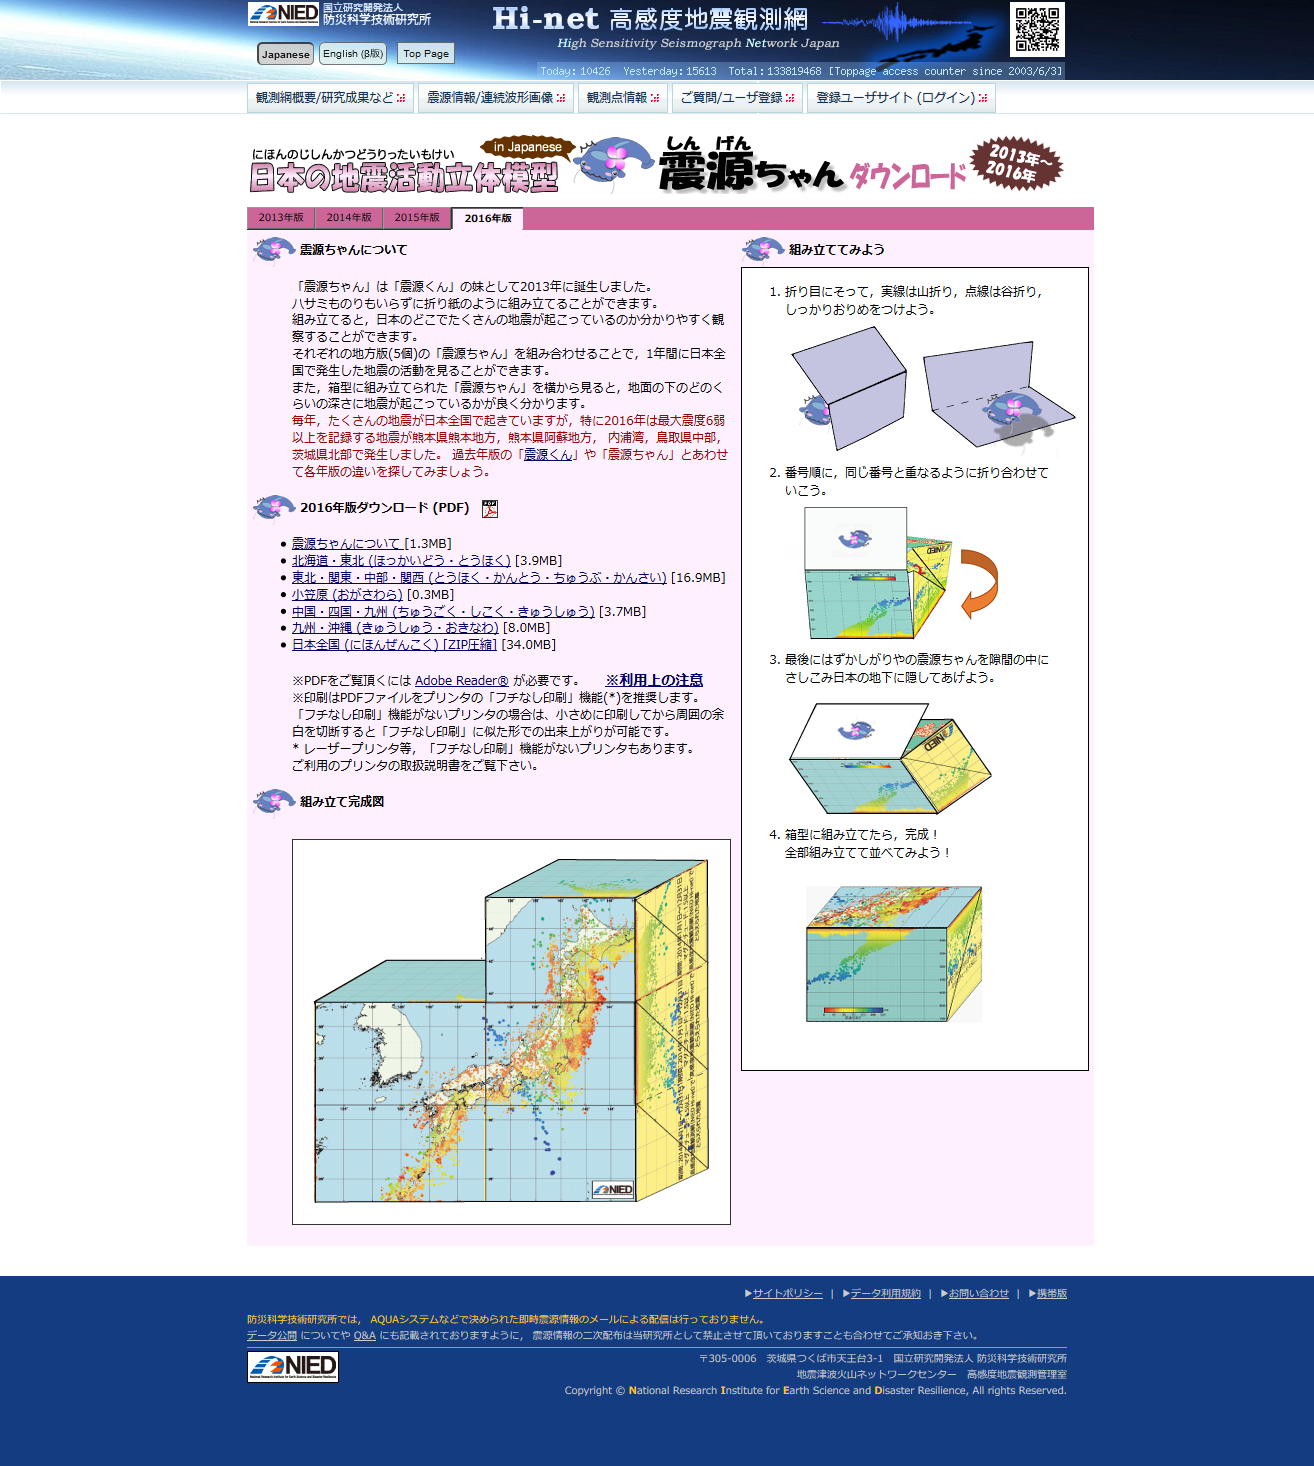 NIED 国立研究開発法人
防災科学技術研究所
Hi-net 高感度地震観測網
High Sensitivity Seismograph Network Japan
Japanese English (β版) Top Page
Today: 10426 Yesterday:15613 Total:133819468 [Toppage access counter since 2003/6/3]
観測網概要/研究成果など 震源情報/連続波形画像 観測点情報 ご質問/ユーザ登録 登録ユーザサイト (ログイン)
にほんのじしんかつどうりったいもけい
日本の地震活動立体模型
in Japanese
しん げん
震源ちゃん ダウンロード
2013年～
2016年
2013年版 2014年版 2015年版 2016年版
震源ちゃんについて
「震源ちゃん」は「震源くん」の妹として2013年に誕生しました。
ハサミものりもいらずに折り紙のように組み立てることができます。
組み立てると，日本のどこでたくさんの地震が起こっているのか分かりやすく観
察することができます。
それぞれの地方版(5個)の「震源ちゃん」を組み合わせることで，1年間に日本全
国で発生した地震の活動を見ることができます。
また，箱型に組み立てられた「震源ちゃん」を横から見ると，地面の下のどのく
らいの深さに地震が起こっているかが良く分かります。
毎年，たくさんの地震が日本全国で起きていますが，特に2016年は最大震度6弱
以上を記録する地震が熊本県熊本地方，熊本県阿蘇地方， 内浦湾，鳥取県中部，
茨城県北部で発生しました。 過去年版の「震源くん」や「震源ちゃん」とあわせ
て各年版の違いを探してみましょう。
2016年版ダウンロード (PDF)
• 震源ちゃんについて [1.3MB]
• 北海道・東北 (ほっかいどう・とうほく) [3.9MB]
• 東北・関東・中部・関西 (とうほく・かんとう・ちゅうぶ・かんさい) [16.9MB]
• 小笠原 (おがさわら) [0.3MB]
• 中国・四国・九州 (ちゅうごく・しこく・きゅうしゅう) [3.7MB]
• 九州・沖縄 (きゅうしゅう・おきなわ) [8.0MB]
• 日本全国 (にほんぜんこく) [ZIP圧縮] [34.0MB]
※PDFをご覧頂くには Adobe Reader® が必要です。 ※利用上の注意
※印刷はPDFファイルをプリンタの「フチなし印刷」機能(*)を推奨します。
「フチなし印刷」機能がないプリンタの場合は、小さめに印刷してから周囲の余
白を切断すると「フチなし印刷」に似た形での出来上がりが可能です。
* レーザープリンタ等，「フチなし印刷」機能がないプリンタもあります。
ご利用のプリンタの取扱説明書をご覧下さい。
組み立て完成図
NIED
組み立ててみよう
1. 折り目にそって，実線は山折り，点線は谷折り，
しっかりおりめをつけよう。
2. 番号順に，同じ番号と重なるように折り合わせて
いこう。
NIED
3. 最後にはずかしがりやの震源ちゃんを隙間の中に
さしこみ日本の地下に隠してあげよう。
NIED
4. 箱型に組み立てたら，完成！
全部組み立てて並べてみよう！
▶サイトポリシー | ▶データ利用規約 | ▶お問い合わせ | ▶携帯版
防災科学技術研究所では， AQUAシステムなどで決められた即時震源情報のメールによる配信は行っておりません。
データ公開 についてや Q&A にも記載されておりますように， 震源情報の二次配布は当研究所として禁止させて頂いておりますことも合わせてご承知おき下さい。
NIED
〒305-0006 茨城県つくば市天王台3-1 国立研究開発法人 防災科学技術研究所
地震津波火山ネットワークセンター 高感度地震観測管理室
Copyright © National Research Institute for Earth Science and Disaster Resilience, All rights Reserved.